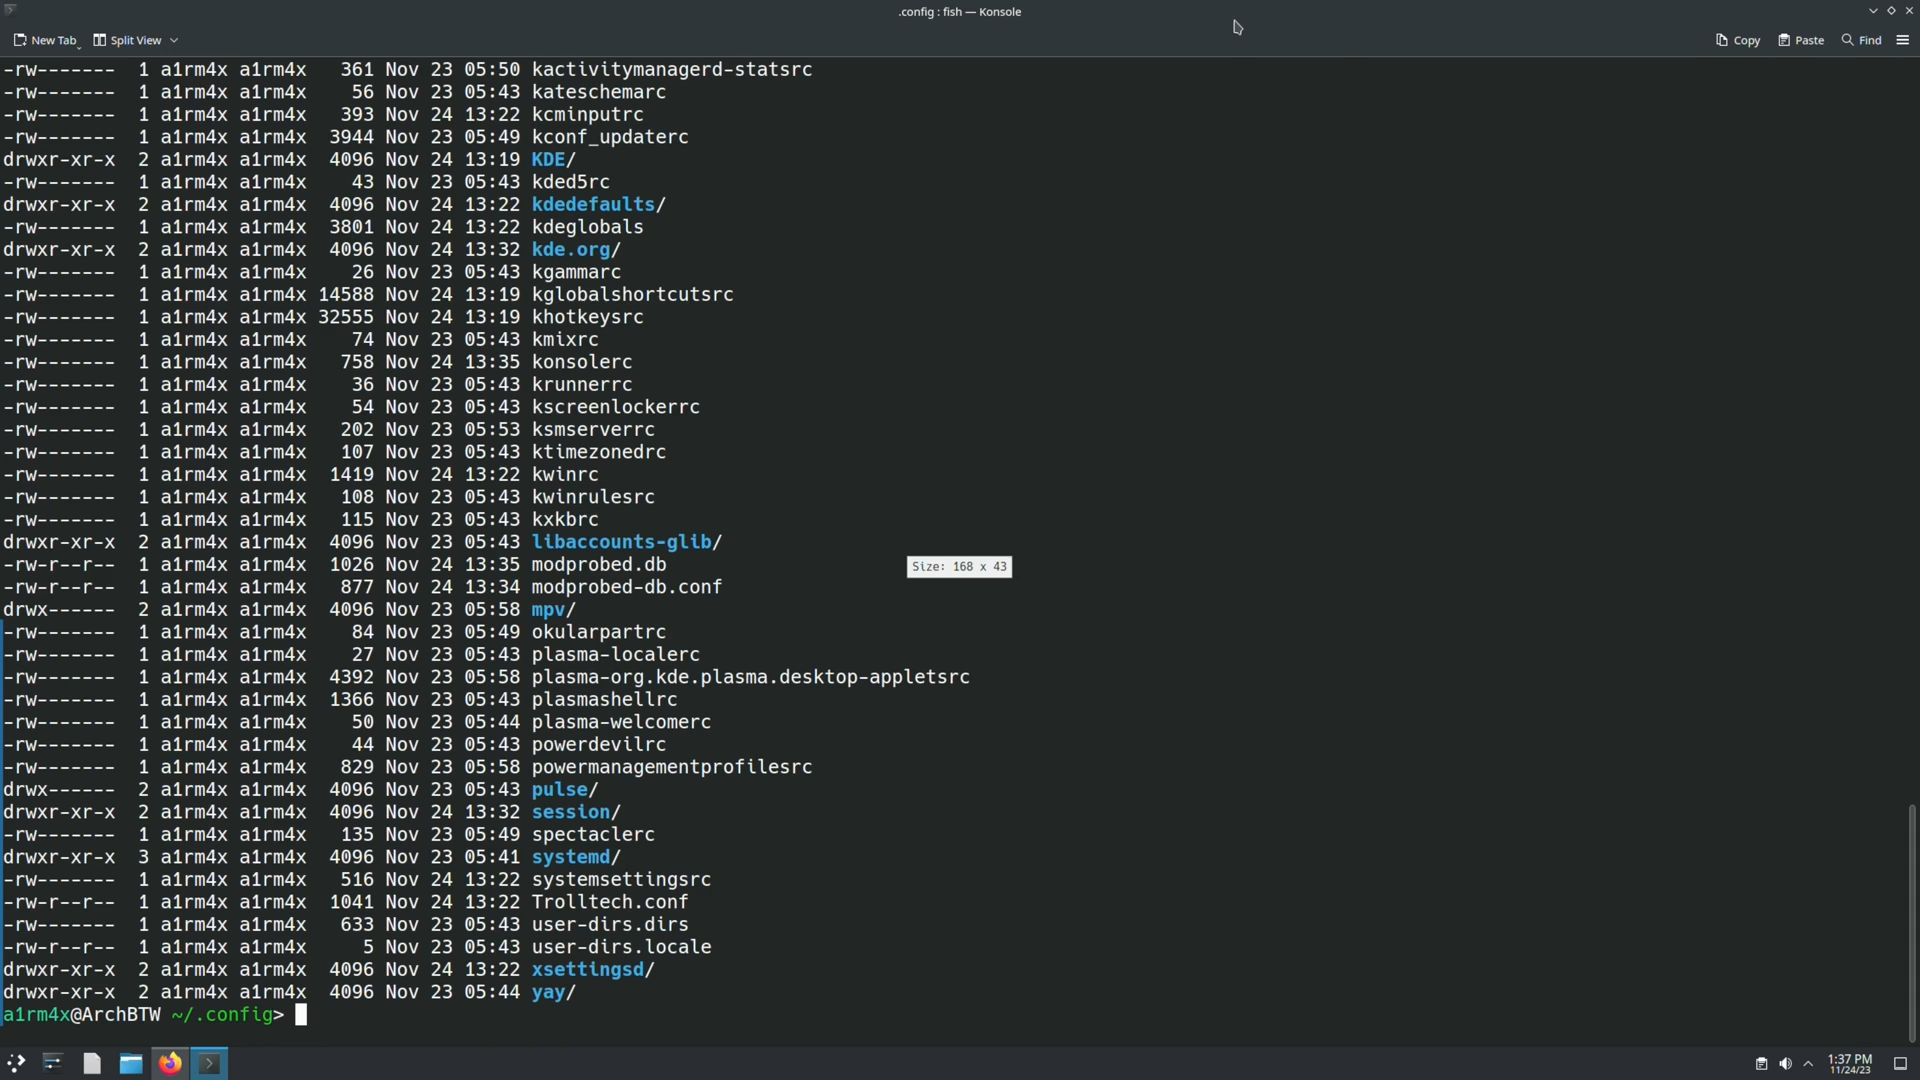 .config : fish — Konsole
New Tab Split View Copy Paste Find
-rw------- 1 a1rm4x a1rm4x 361 Nov 23 05:50 kactivitymanagerd-statsrc
-rw------- 1 a1rm4x a1rm4x 56 Nov 23 05:43 kateschemarc
-rw------- 1 a1rm4x a1rm4x 393 Nov 24 13:22 kcminputrc
-rw------- 1 a1rm4x a1rm4x 3944 Nov 23 05:49 kconf_updaterc
drwxr-xr-x 2 a1rm4x a1rm4x 4096 Nov 24 13:19 KDE/
-rw------- 1 a1rm4x a1rm4x 43 Nov 23 05:43 kded5rc
drwxr-xr-x 2 a1rm4x a1rm4x 4096 Nov 24 13:22 kdedefaults/
-rw------- 1 a1rm4x a1rm4x 3801 Nov 24 13:22 kdeglobals
drwxr-xr-x 2 a1rm4x a1rm4x 4096 Nov 24 13:32 kde.org/
-rw------- 1 a1rm4x a1rm4x 26 Nov 23 05:43 kgammarc
-rw------- 1 a1rm4x a1rm4x 14588 Nov 24 13:19 kglobalshortcutsrc
-rw------- 1 a1rm4x a1rm4x 32555 Nov 24 13:19 khotkeysrc
-rw------- 1 a1rm4x a1rm4x 74 Nov 23 05:43 kmixrc
-rw------- 1 a1rm4x a1rm4x 758 Nov 24 13:35 konsolerc
-rw------- 1 a1rm4x a1rm4x 36 Nov 23 05:43 krunnerrc
-rw------- 1 a1rm4x a1rm4x 54 Nov 23 05:43 kscreenlockerrc
-rw------- 1 a1rm4x a1rm4x 202 Nov 23 05:53 ksmserverrc
-rw------- 1 a1rm4x a1rm4x 107 Nov 23 05:43 ktimezonedrc
-rw------- 1 a1rm4x a1rm4x 1419 Nov 24 13:22 kwinrc
-rw------- 1 a1rm4x a1rm4x 108 Nov 23 05:43 kwinrulesrc
-rw------- 1 a1rm4x a1rm4x 115 Nov 23 05:43 kxkbrc
drwxr-xr-x 2 a1rm4x a1rm4x 4096 Nov 23 05:43 libaccounts-glib/
-rw-r--r-- 1 a1rm4x a1rm4x 1026 Nov 24 13:35 modprobed.db
Size: 168 x 43
-rw-r--r-- 1 a1rm4x a1rm4x 877 Nov 24 13:34 modprobed-db.conf
drwx------ 2 a1rm4x a1rm4x 4096 Nov 23 05:58 mpv/
-rw------- 1 a1rm4x a1rm4x 84 Nov 23 05:49 okularpartrc
-rw------- 1 a1rm4x a1rm4x 27 Nov 23 05:43 plasma-localerc
-rw------- 1 a1rm4x a1rm4x 4392 Nov 23 05:58 plasma-org.kde.plasma.desktop-appletsrc
-rw------- 1 a1rm4x a1rm4x 1366 Nov 23 05:43 plasmashellrc
-rw------- 1 a1rm4x a1rm4x 50 Nov 23 05:44 plasma-welcomerc
-rw------- 1 a1rm4x a1rm4x 44 Nov 23 05:43 powerdevilrc
-rw------- 1 a1rm4x a1rm4x 829 Nov 23 05:58 powermanagementprofilesrc
drwx------ 2 a1rm4x a1rm4x 4096 Nov 23 05:43 pulse/
drwxr-xr-x 2 a1rm4x a1rm4x 4096 Nov 24 13:32 session/
-rw------- 1 a1rm4x a1rm4x 135 Nov 23 05:49 spectaclerc
drwxr-xr-x 3 a1rm4x a1rm4x 4096 Nov 23 05:41 systemd/
-rw------- 1 a1rm4x a1rm4x 516 Nov 24 13:22 systemsettingsrc
-rw-r--r-- 1 a1rm4x a1rm4x 1041 Nov 24 13:22 Trolltech.conf
-rw------- 1 a1rm4x a1rm4x 633 Nov 23 05:43 user-dirs.dirs
-rw-r--r-- 1 a1rm4x a1rm4x 5 Nov 23 05:43 user-dirs.locale
drwxr-xr-x 2 a1rm4x a1rm4x 4096 Nov 24 13:22 xsettingsd/
drwxr-xr-x 2 a1rm4x a1rm4x 4096 Nov 23 05:44 yay/
a1rm4x@ArchBTW ~/.config>
1:37 PM
11/24/23